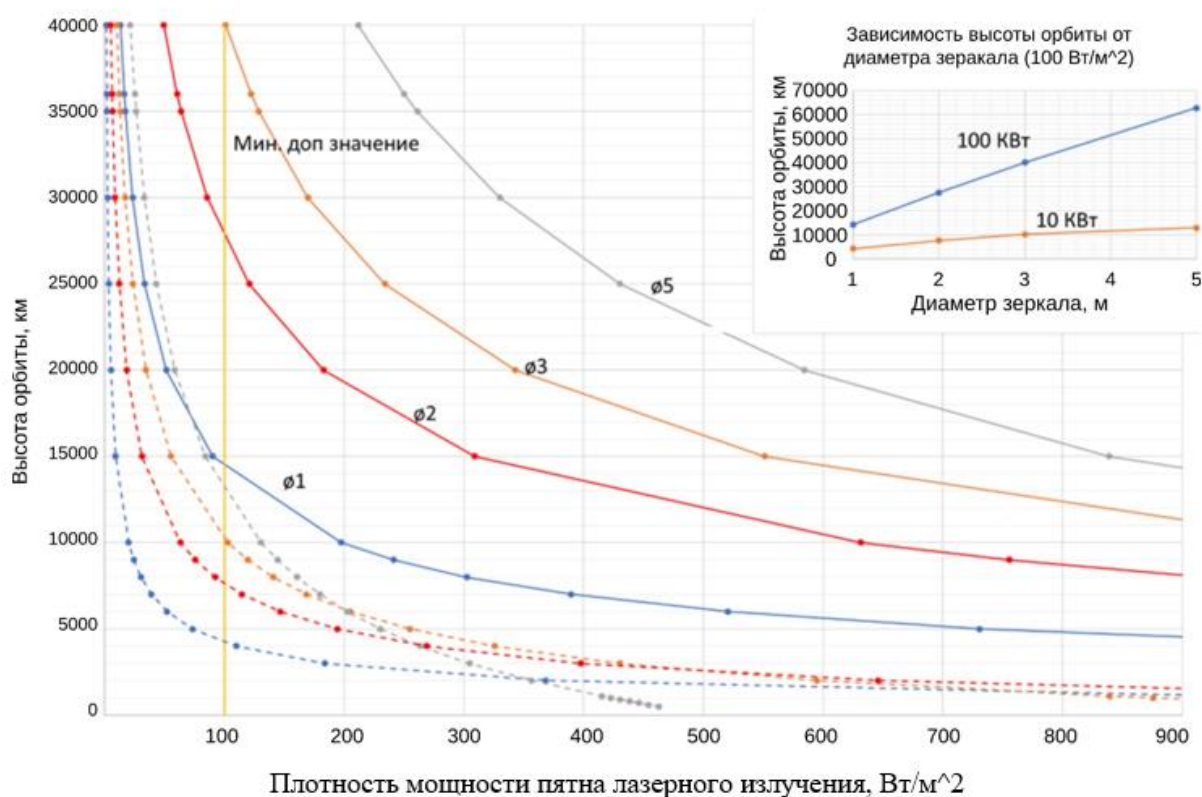 40000
35000
30000
25000
20000
15000
10000
5000
0
Высота орбиты, км
Мин. доп значение
ø5
ø3
ø2
ø1
100
200
300
400
500
600
700
800
900
Плотность мощности пятна лазерного излучения, Вт/м^2
Зависимость высоты орбиты от
диаметра зеракала (100 Вт/м^2)
70000
60000
50000
40000
30000
20000
10000
0
Высота орбиты, км
100 КВт
10 КВт
1
2
3
4
5
Диаметр зеркала, м